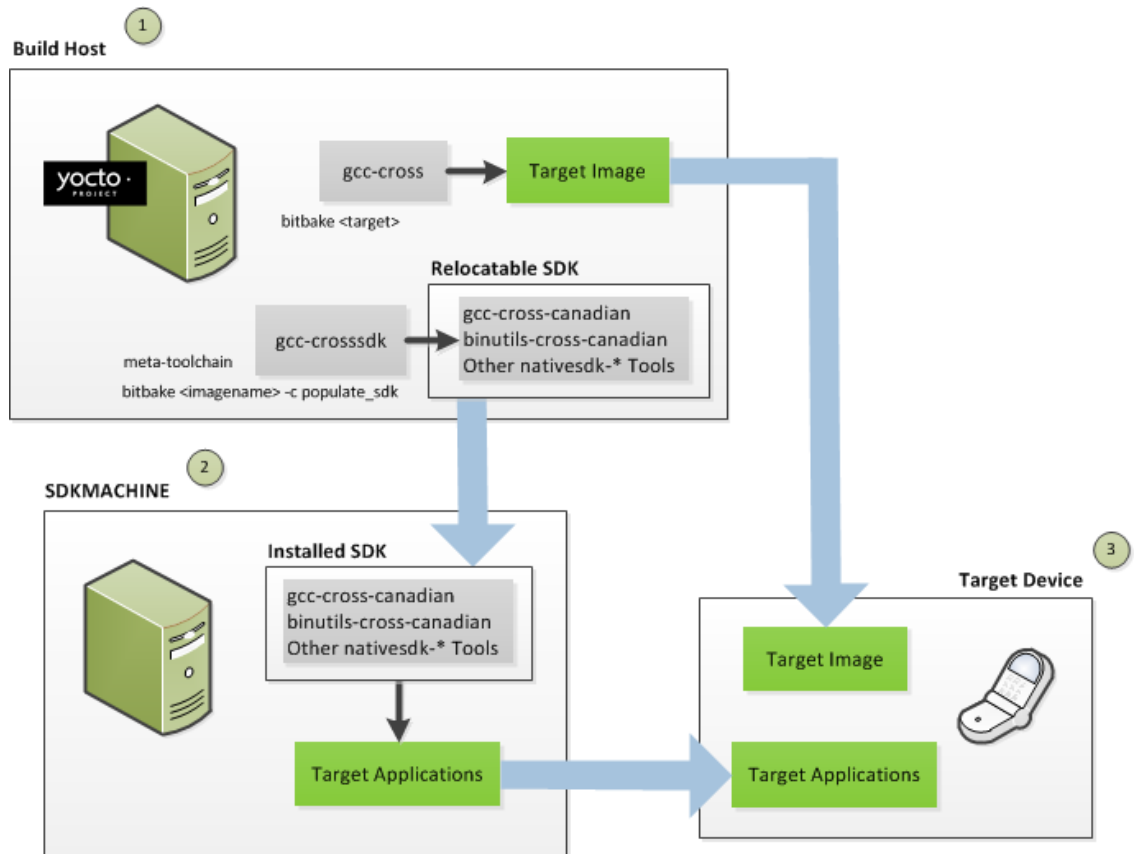 1
Build Host
yocto ·
PROJECT
gcc-cross
Target Image
bitbake <target>
Relocatable SDK
gcc-cross-canadian
binutils-cross-canadian
Other nativesdk-* Tools
gcc-crosssdk
meta-toolchain
bitbake <imagename> -c populate_sdk
2
SDKMACHINE
Installed SDK
gcc-cross-canadian
binutils-cross-canadian
Other nativesdk-* Tools
Target Applications
3
Target Device
Target Image
Target Applications